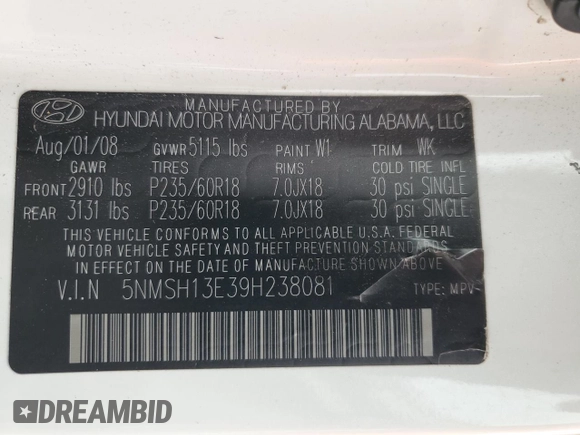 MANUFACTURED BY
HYUNDAI MOTOR MANUFACTURING ALABAMA, LLC
Aug/01/08 GVWR 5115 lbs PAINT W1 TRIM WK
GAWR TIRES RIMS COLD TIRE INFL
FRONT 2910 lbs P235/60R18 7.0JX18 30 psi SINGLE
REAR 3131 lbs P235/60R18 7.0JX18 30 psi SINGLE
THIS VEHICLE CONFORMS TO ALL APPLICABLE U.S.A. FEDERAL
MOTOR VEHICLE SAFETY AND THEFT PREVENTION STANDARDS
IN EFFECT ON THE DATE OF MANUFACTURE SHOWN ABOVE
V.I.N 5NMSH13E39H238081 TYPE: MPV
DREAMBID